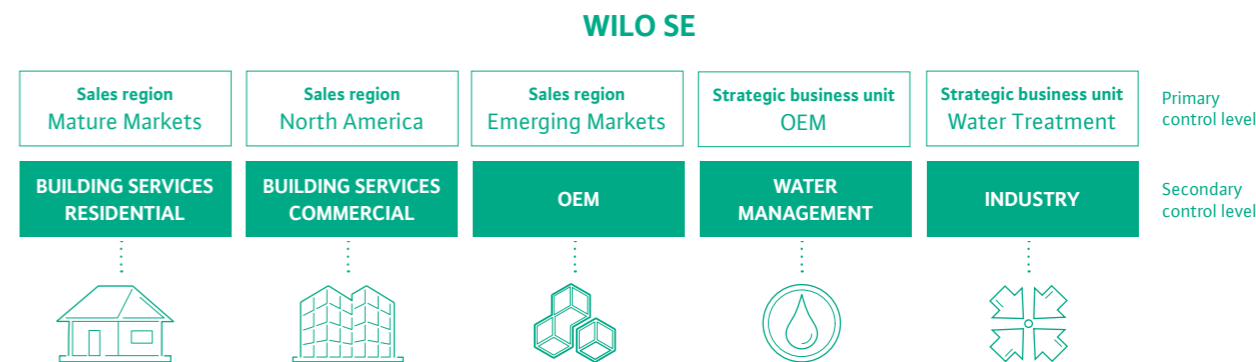 WILO SE
Sales region
Mature Markets
Sales region
North America
Sales region
Emerging Markets
Strategic business unit
OEM
Strategic business unit
Water Treatment
Primary
control level
BUILDING SERVICES
RESIDENTIAL
BUILDING SERVICES
COMMERCIAL
OEM
WATER
MANAGEMENT
INDUSTRY
Secondary
control level